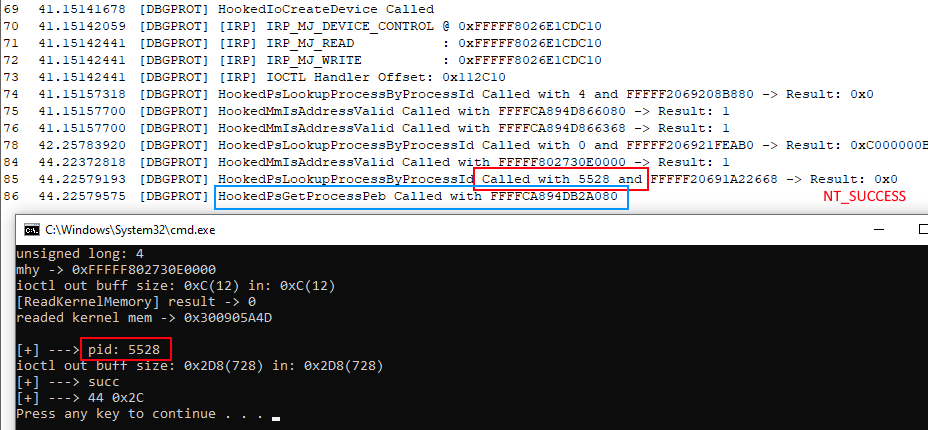 69 41.15141678 [DBGPROT] HookedIoCreateDevice Called
70 41.15142059 [DBGPROT] [IRP] IRP_MJ_DEVICE_CONTROL @ 0xFFFFF8026E1CDC10
71 41.15142441 [DBGPROT] [IRP] IRP_MJ_READ : 0xFFFFF8026E1CDC10
72 41.15142441 [DBGPROT] [IRP] IRP_MJ_WRITE : 0xFFFFF8026E1CDC10
73 41.15142441 [DBGPROT] [IRP] IOCTL Handler Offset: 0x112C10
74 41.15157318 [DBGPROT] HookedPsLookupProcessByProcessId Called with 4 and FFFFF2069208B880 -> Result: 0x0
75 41.15157700 [DBGPROT] HookedMmIsAddressValid Called with FFFFCA894D866080 -> Result: 1
76 41.15157700 [DBGPROT] HookedMmIsAddressValid Called with FFFFCA894D866368 -> Result: 1
78 42.25783920 [DBGPROT] HookedPsLookupProcessByProcessId Called with 0 and FFFFF206921FEAB0 -> Result: 0xC000000B
84 44.22372818 [DBGPROT] HookedMmIsAddressValid Called with FFFFF802730E0000 -> Result: 1
85 44.22579193 [DBGPROT] HookedPsLookupProcessByProcessId Called with 5528 and FFFFF20691A22668 -> Result: 0x0
86 44.22579575 [DBGPROT] HookedPsGetProcessPeb Called with FFFFCA894DB2A080
NT_SUCCESS
C:\Windows\System32\cmd.exe
unsigned long: 4
mhy -> 0xFFFFF802730E0000
ioctl out buff size: 0xC(12) in: 0xC(12)
[ReadKernelMemory] result -> 0
readed kernel mem -> 0x300905A4D
[+] ---> pid: 5528
ioctl out buff size: 0x2D8(728) in: 0x2D8(728)
[+] ---> succ
[+] ---> 44 0x2C
Press any key to continue . . .